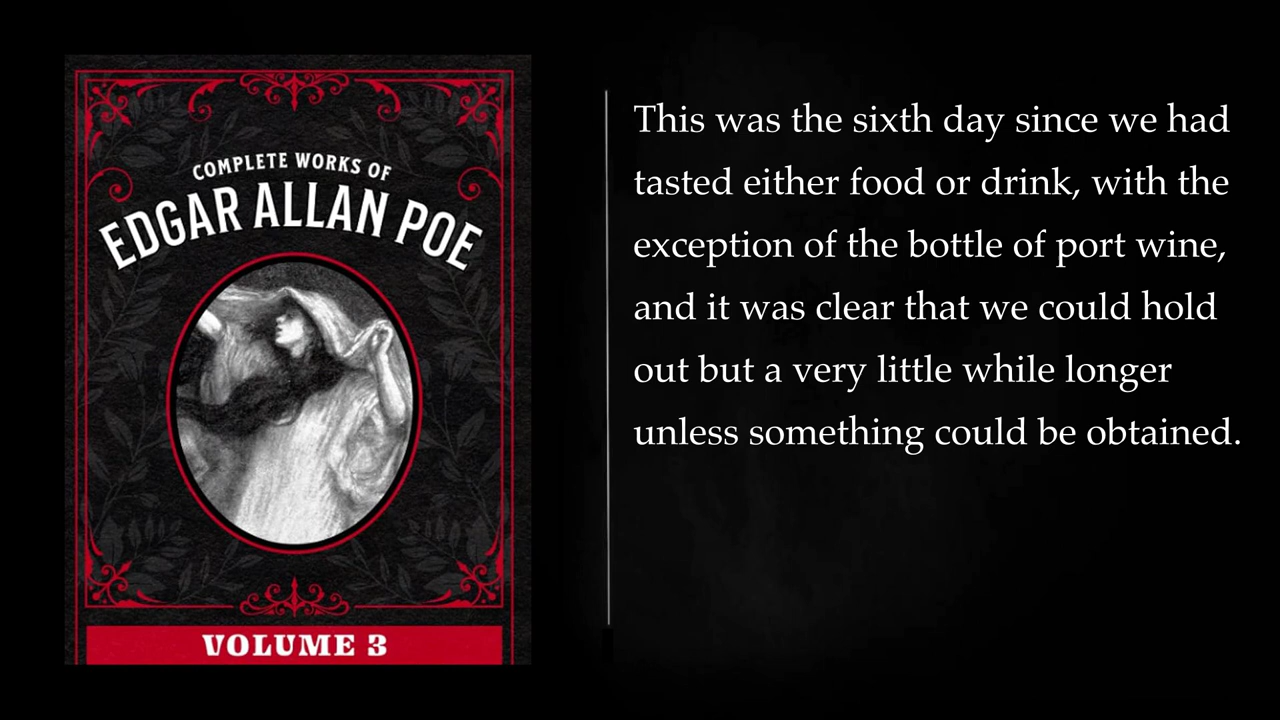 COMPLETE WORKS OF
EDGAR ALLAN POE
VOLUME 3
This was the sixth day since we had
tasted either food or drink, with the
exception of the bottle of port wine,
and it was clear that we could hold
out but a very little while longer
unless something could be obtained.